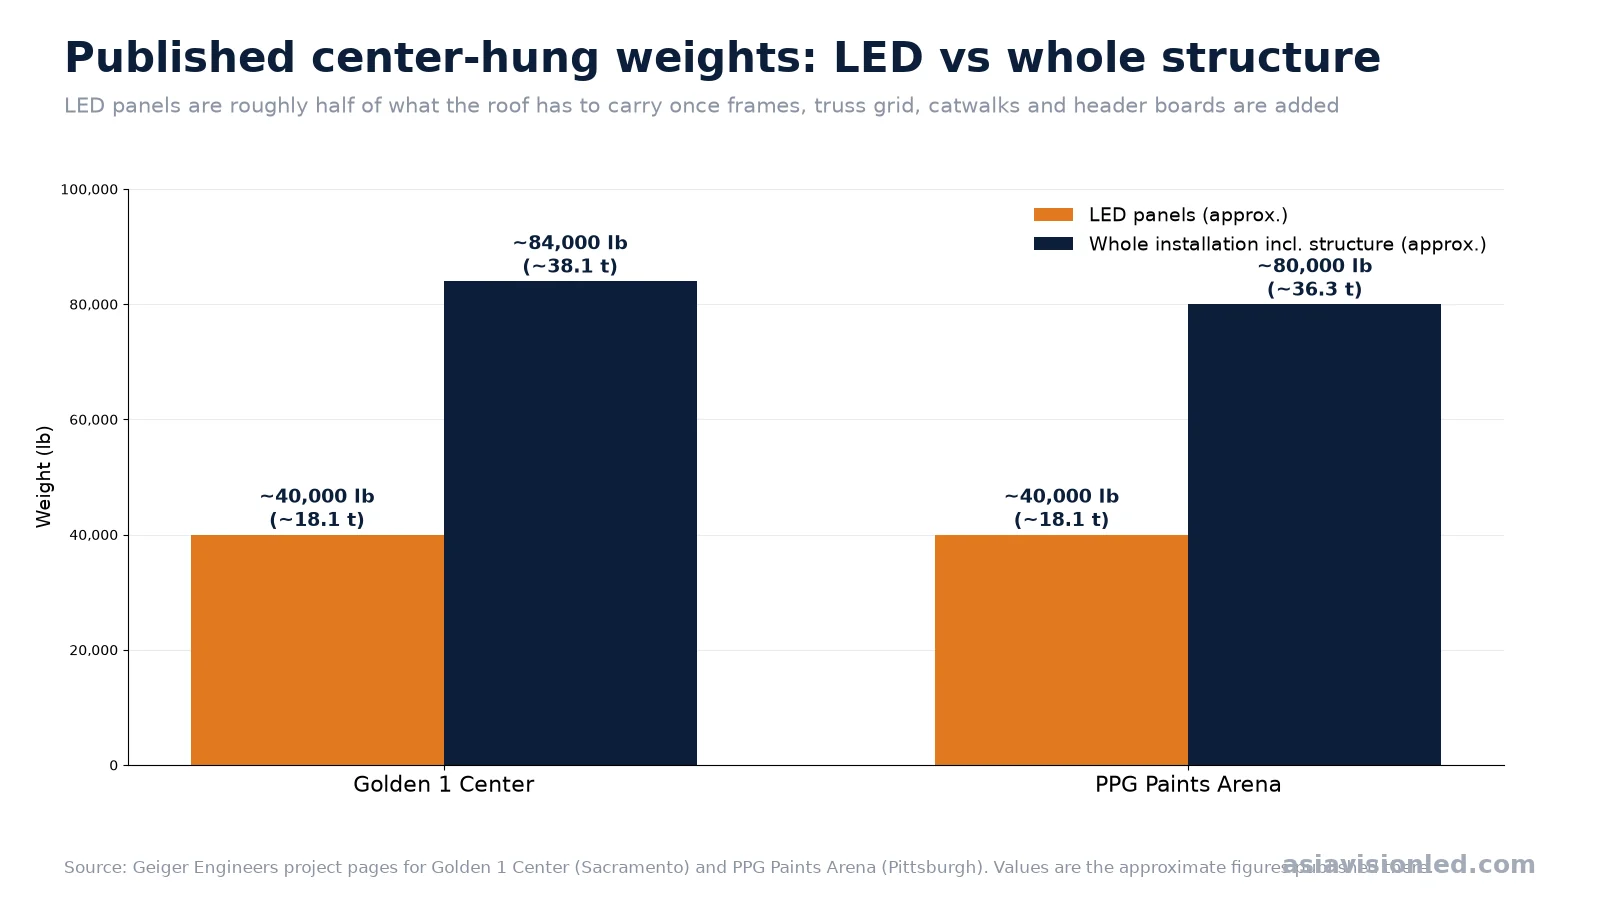 Published center-hung weights: LED vs whole structure
LED panels are roughly half of what the roof has to carry once frames, truss grid, catwalks and header boards are added
LED panels (approx.)
Whole installation incl. structure (approx.)
Weight (lb)
100,000
80,000
60,000
40,000
20,000
0
~40,000 lb
(~18.1 t)
~84,000 lb
(~38.1 t)
~40,000 lb
(~18.1 t)
~80,000 lb
(~36.3 t)
Golden 1 Center
PPG Paints Arena
Source: Geiger Engineers project pages for Golden 1 Center (Sacramento) and PPG Paints Arena (Pittsburgh). Values are the approximate figures
asiavisionled.com